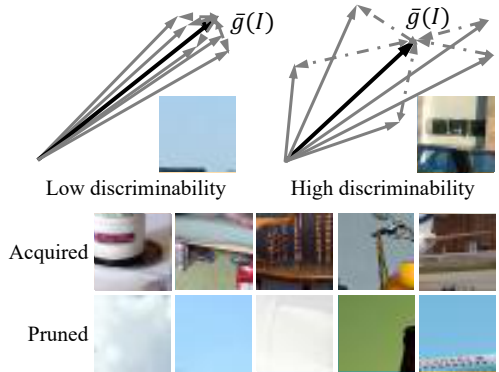 ḡ(I)
ḡ(I)
Low discriminability
High discriminability
Acquired
Pruned